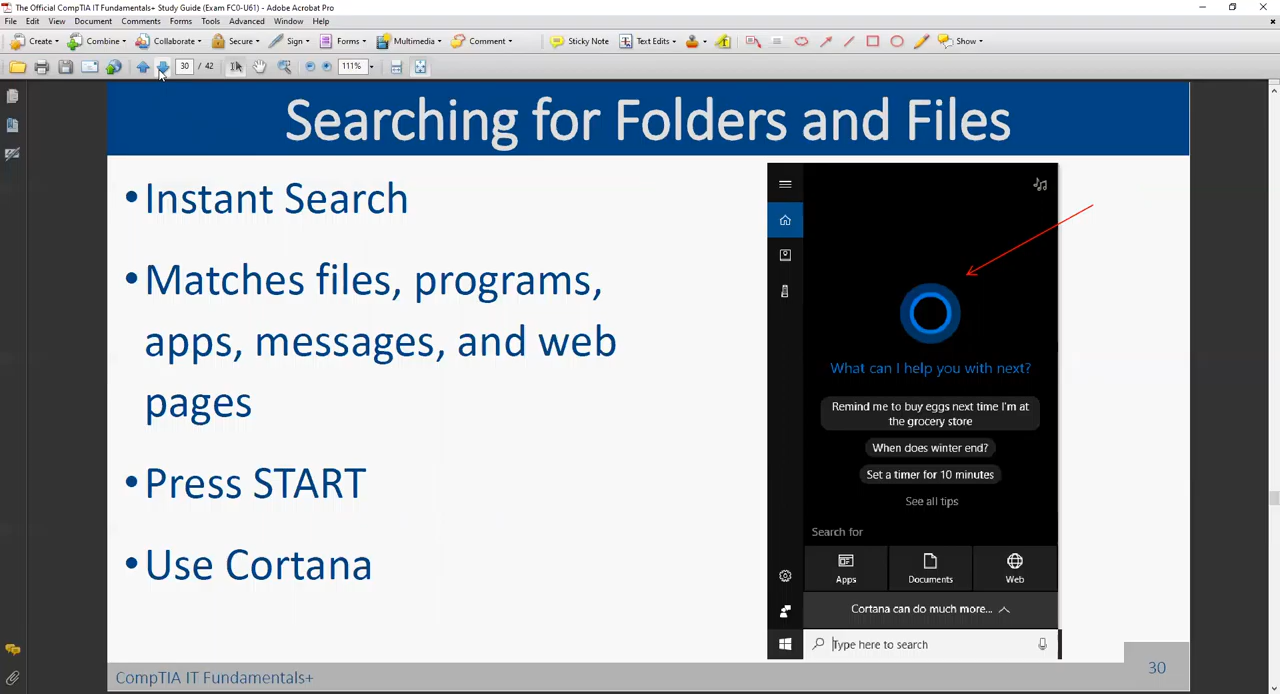 The Official CompTIA IT Fundamentals+ Study Guide (Exam FC0-U61) - Adobe Acrobat Pro
File Edit View Document Comments Forms Tools Advanced Window Help
Create Combine Collaborate Secure Sign Forms Multimedia Comment Sticky Note Text Edits Show
30 / 42 111%
Searching for Folders and Files
•Instant Search
•Matches files, programs,
apps, messages, and web
pages
•Press START
•Use Cortana
What can I help you with next?
Remind me to buy eggs next time I'm at
the grocery store
When does winter end?
Set a timer for 10 minutes
See all tips
Search for
Apps Documents Web
Cortana can do much more...
Type here to search
CompTIA IT Fundamentals+ 30